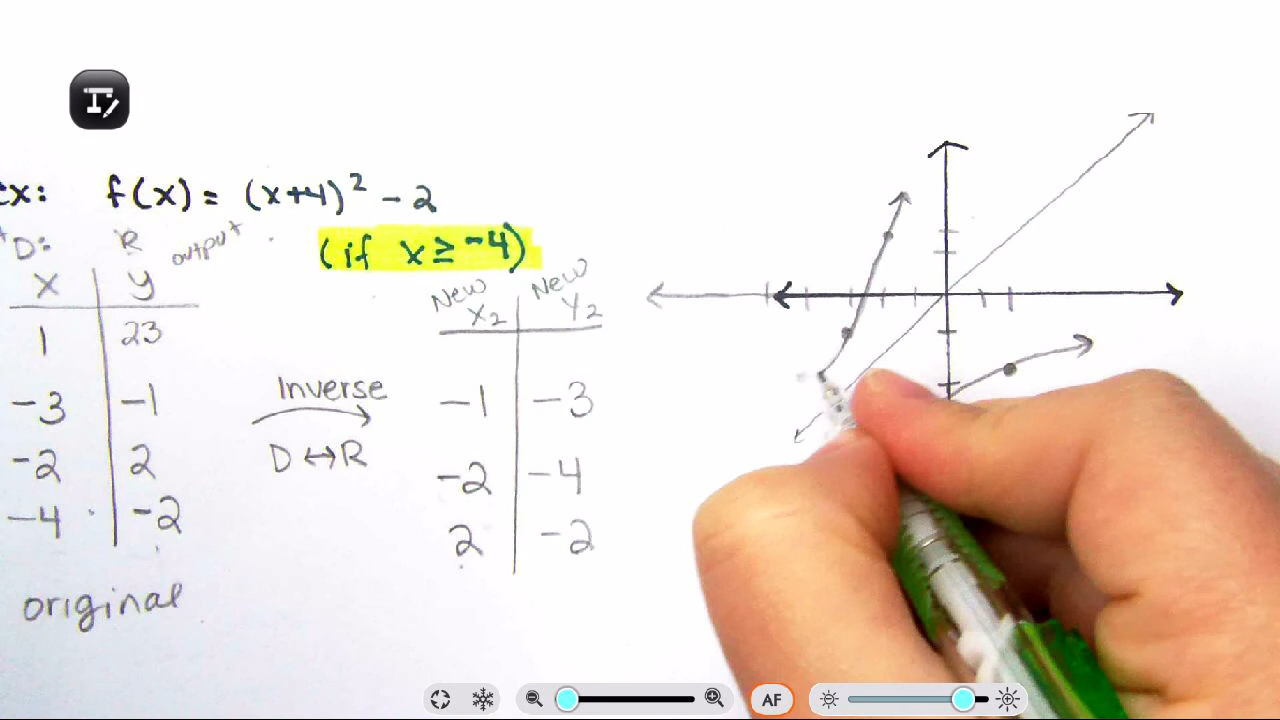 ex: f(x) = (x+4)² - 2
(if x ≥ -4)
D: R output
x y
1 23
-3 -1
-2 2
-4 -2
original
Inverse
D ↔ R
New X₂ New Y₂
-1 -3
-2 -4
2 -2
AF